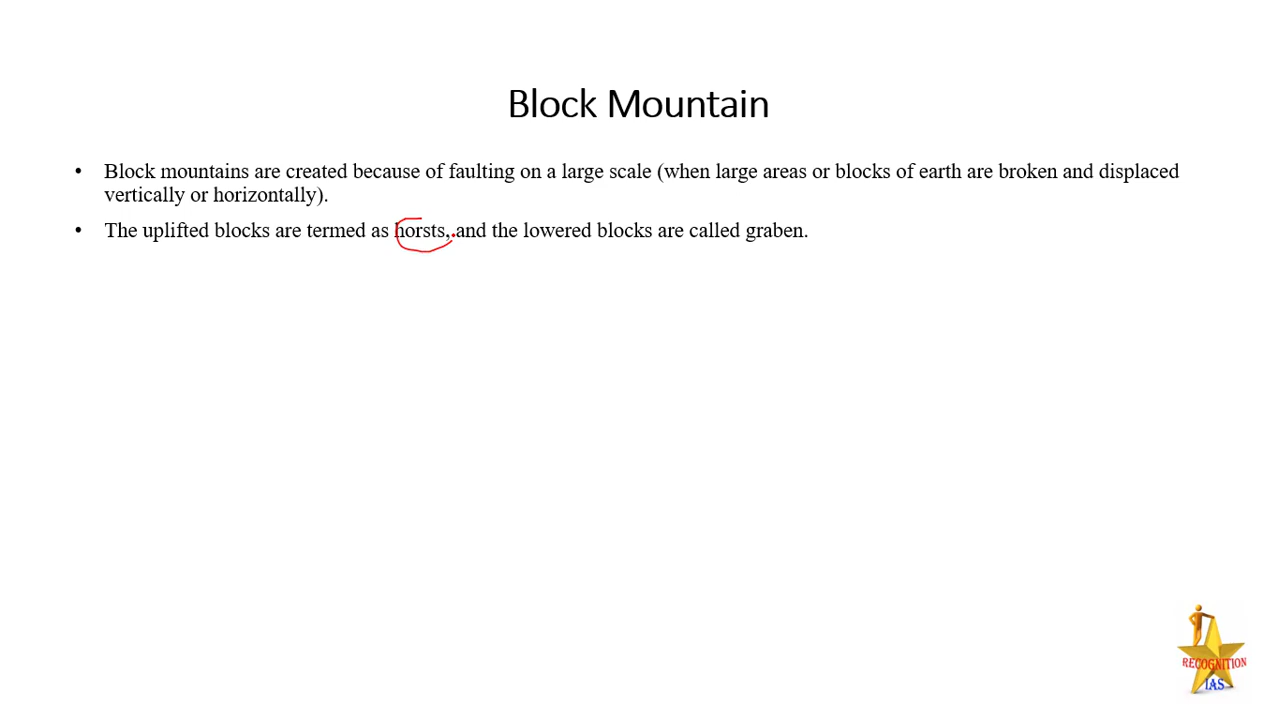 Block Mountain
• Block mountains are created because of faulting on a large scale (when large areas or blocks of earth are broken and displaced
vertically or horizontally).
• The uplifted blocks are termed as horsts, and the lowered blocks are called graben.
RECOGNITION
IAS